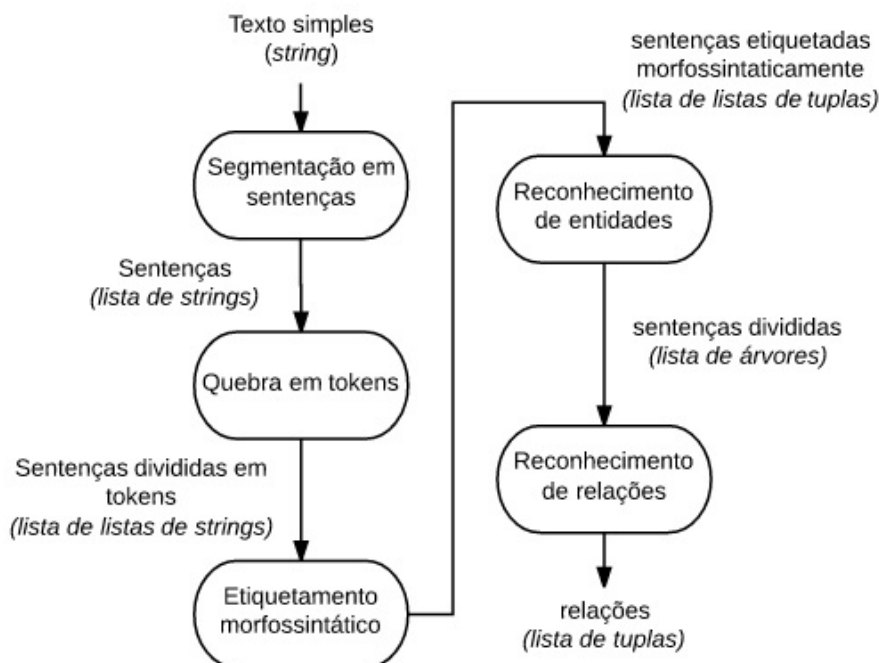 Texto simples
(string)
Segmentação em
sentenças
Sentenças
(lista de strings)
Quebra em tokens
Sentenças divididas em
tokens
(lista de listas de strings)
Etiquetamento
morfossintático
sentenças etiquetadas
morfossintaticamente
(lista de listas de tuplas)
Reconhecimento
de entidades
sentenças divididas
(lista de árvores)
Reconhecimento
de relações
relações
(lista de tuplas)